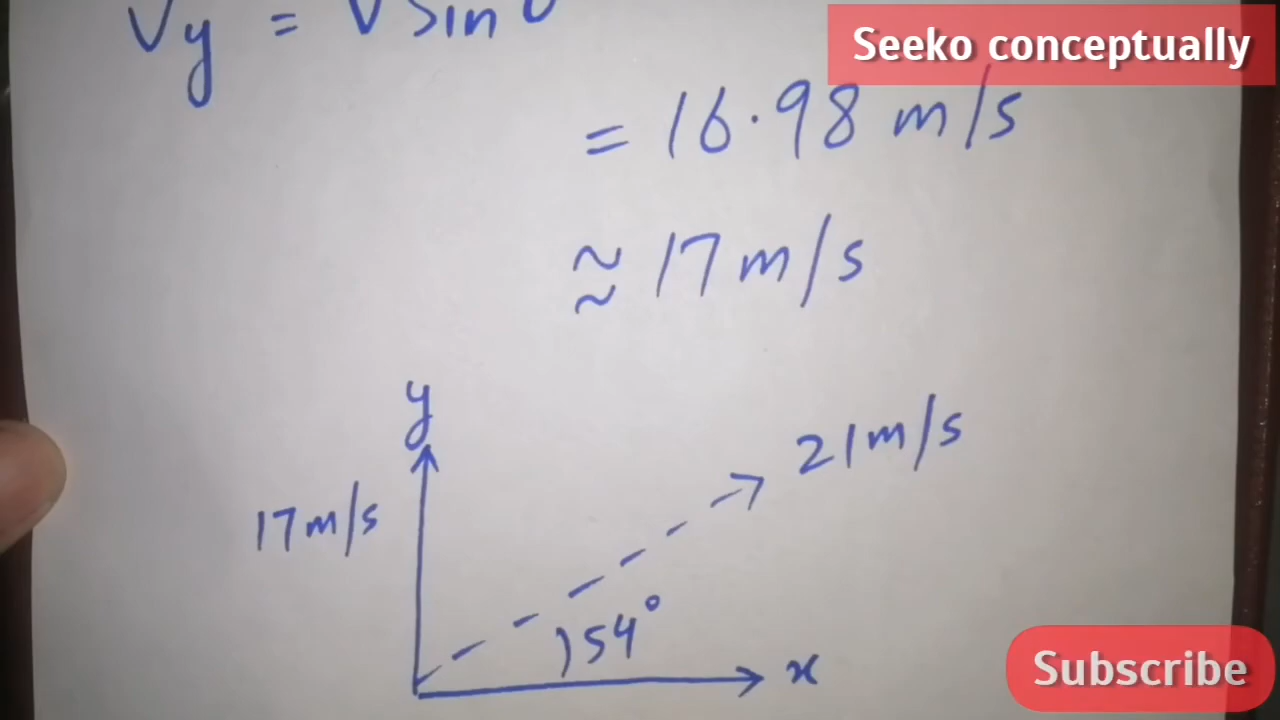 Seeko conceptually
Vy = V Sin θ
= 16.98 m/s
≈ 17 m/s
y
21 m/s
17 m/s
54°
x
Subscribe